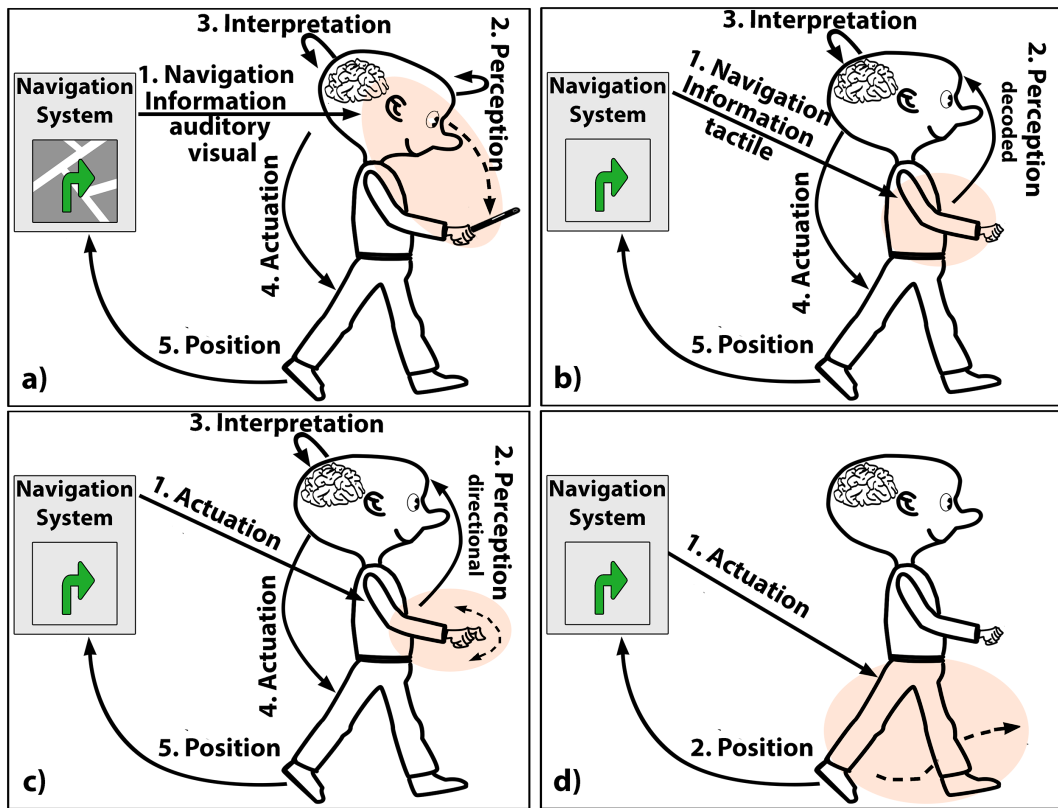 3. Interpretation
2. Perception
Navigation
System
1. Navigation
Information
auditory
visual
4. Actuation
5. Position
a)
3. Interpretation
2. Perception
decoded
Navigation
System
1. Navigation
Information
tactile
4. Actuation
5. Position
b)
3. Interpretation
2. Perception
directional
Navigation
System
1. Actuation
4. Actuation
5. Position
c)
Navigation
System
1. Actuation
2. Position
d)